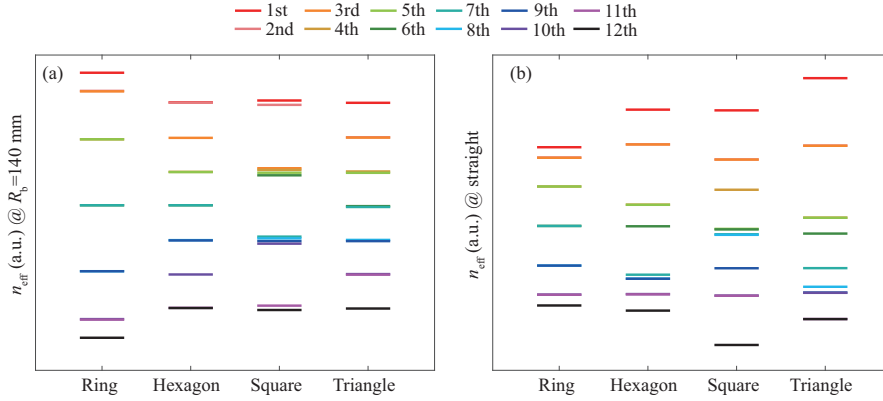 1st 3rd 5th 7th 9th 11th
2nd 4th 6th 8th 10th 12th
(a)
n_eff (a.u.) @ R_b=140 mm
Ring Hexagon Square Triangle
(b)
n_eff (a.u.) @ straight
Ring Hexagon Square Triangle